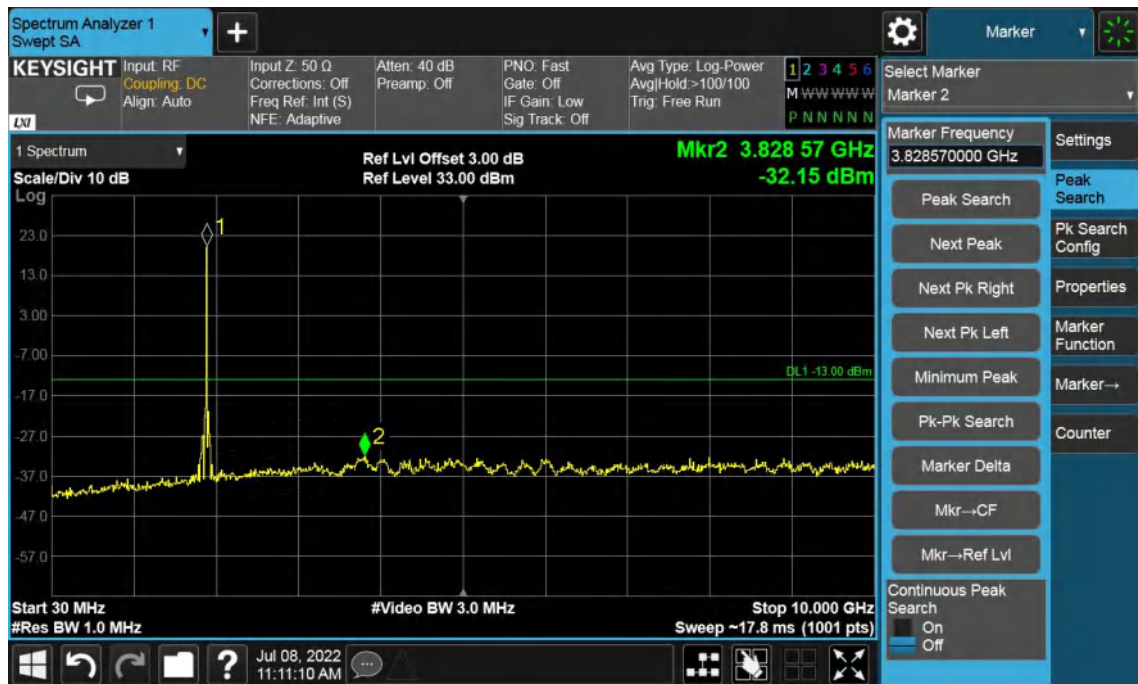 Spectrum Analyzer 1
Swept SA
+
Marker
KEYSIGHT
LXI
Input: RF
Coupling: DC
Align: Auto
Input Z: 50 Ω
Corrections: Off
Freq Ref: Int (S)
NFE: Adaptive
Atten: 40 dB
Preamp: Off
PNO: Fast
Gate: Off
IF Gain: Low
Sig Track: Off
Avg Type: Log-Power
Avg|Hold:>100/100
Trig: Free Run
1 2 3 4 5 6
M W W W W W
P N N N N N
Select Marker
Marker 2
1 Spectrum
Scale/Div 10 dB
Log
Ref Lvl Offset 3.00 dB
Ref Level 33.00 dBm
Mkr2 3.828 57 GHz
-32.15 dBm
23.0
13.0
3.00
-7.00
-17.0
-27.0
-37.0
-47.0
-57.0
1
2
DL1 -13.00 dBm
Start 30 MHz
#Res BW 1.0 MHz
#Video BW 3.0 MHz
Stop 10.000 GHz
Sweep ~17.8 ms (1001 pts)
Marker Frequency
3.828570000 GHz
Peak Search
Next Peak
Next Pk Right
Next Pk Left
Minimum Peak
Pk-Pk Search
Marker Delta
Mkr→CF
Mkr→Ref Lvl
Continuous Peak
Search
On
Off
Settings
Peak
Search
Pk Search
Config
Properties
Marker
Function
Marker→
Counter
?
Jul 08, 2022
11:11:10 AM